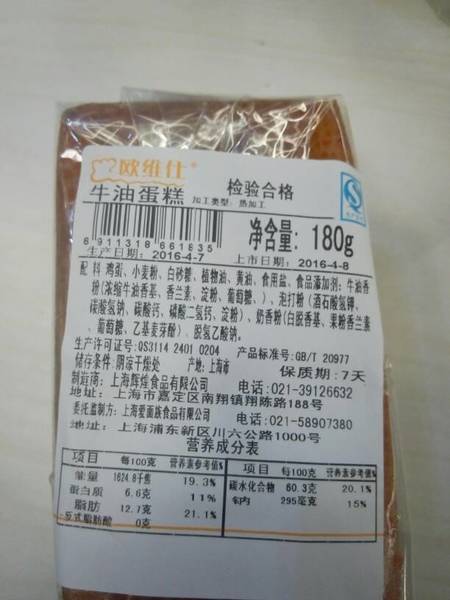 欧维仕
检验合格
牛油蛋糕 加工类型: 热加工
6 911318 661835
净含量: 180g
生产日期: 2016-4-7
上市日期: 2016-4-8
配 料 鸡蛋、小麦粉、白砂糖、植物油、黄油、食用盐、食品添加剂: 牛油香
粉(浓缩牛油香基、香兰素、淀粉、葡萄糖、)、泡打粉(酒石酸氢钾、
碳酸氢钠、碳酸钙、磷酸二氢钙、淀粉)、奶香粉(白脱香基、果粉香兰素
、葡萄糖、乙基麦芽酚)、脱氢乙酸钠。
生产许可证号:QS3114 2401 0204 产品标准号:GB/T 20977
储存条件:阴凉干燥处 产地:上海市 保质期:7天
制造商: 上海辉煌食品有限公司 电话:021-39126632
地址: 上海市嘉定区南翔镇翔陈路188号
委托监制方: 上海爱面族食品有限公司 电话:021-58907380
地址: 上海浦东新区川六公路1000号
营养成分表
项目 每100克 营养素参考值% 项目 每100克 营养素参考值%
能量 1624.8千焦 19.3% 碳水化合物 60.3克 20.1%
蛋白质 6.6克 11% 钠 295毫克 15%
脂肪 12.7克 21.1%
反式脂肪酸 0克